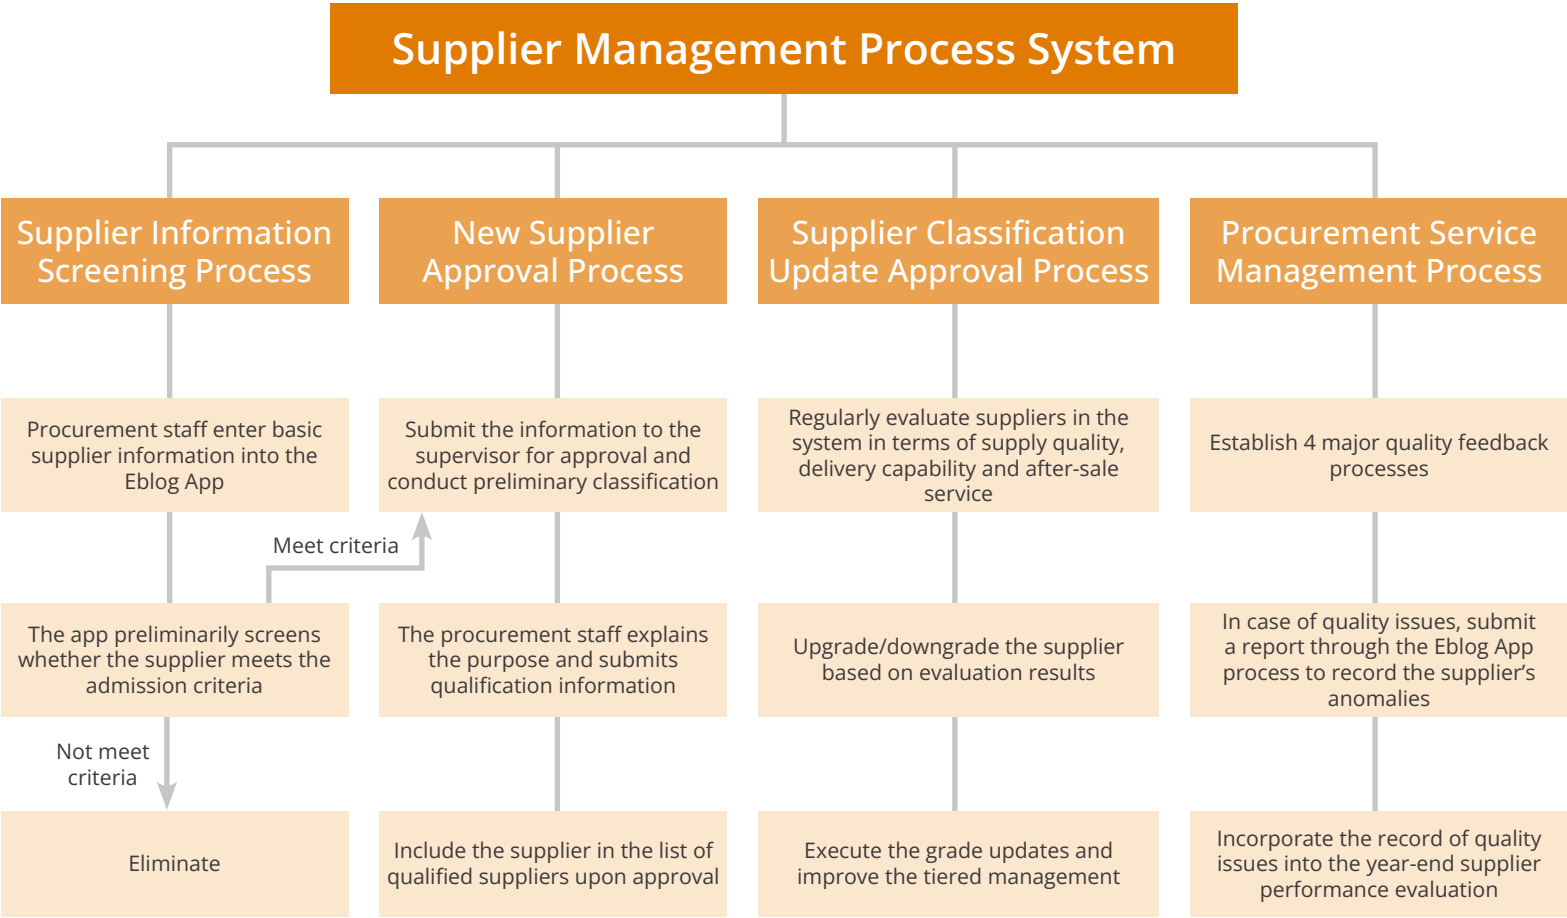 Supplier Management Process System
Supplier Information
Screening Process
New Supplier
Approval Process
Supplier Classification
Update Approval Process
Procurement Service
Management Process
Procurement staff enter basic
supplier information into the
Eblog App
Submit the information to the
supervisor for approval and
conduct preliminary classification
Regularly evaluate suppliers in the
system in terms of supply quality,
delivery capability and after-sale
service
Establish 4 major quality feedback
processes
Meet criteria
The app preliminarily screens
whether the supplier meets the
admission criteria
The procurement staff explains
the purpose and submits
qualification information
Upgrade/downgrade the supplier
based on evaluation results
In case of quality issues, submit
a report through the Eblog App
process to record the supplier’s
anomalies
Not meet
criteria
Eliminate
Include the supplier in the list of
qualified suppliers upon approval
Execute the grade updates and
improve the tiered management
Incorporate the record of quality
issues into the year-end supplier
performance evaluation